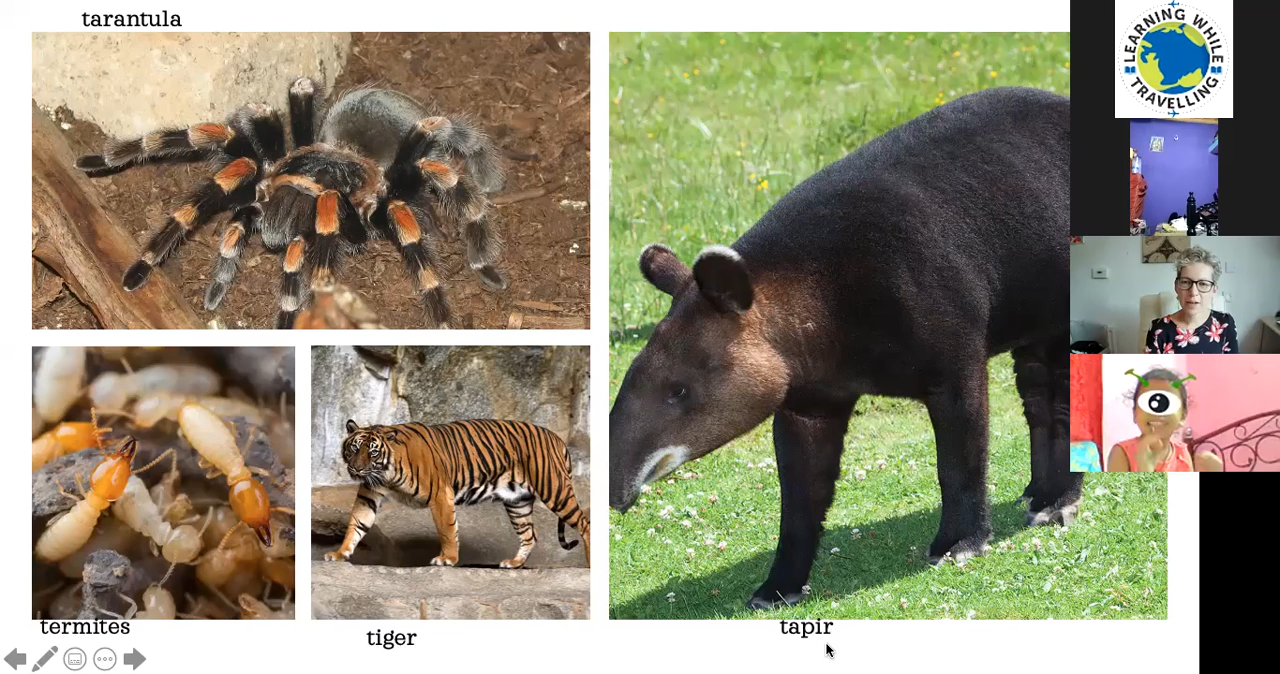 tarantula
LEARNING WHILE
TRAVELLING
termites
tiger
tapir